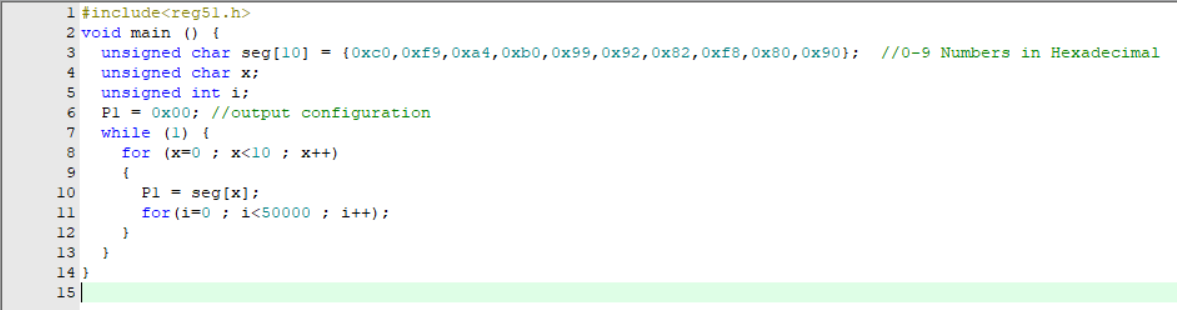 1 #include<reg51.h>
2 void main () {
3 unsigned char seg[10] = {0xc0,0xf9,0xa4,0xb0,0x99,0x92,0x82,0xf8,0x80,0x90}; //0-9 Numbers in Hexadecimal
4 unsigned char x;
5 unsigned int i;
6 P1 = 0x00; //output configuration
7 while (1) {
8 for (x=0 ; x<10 ; x++)
9 {
10 P1 = seg[x];
11 for(i=0 ; i<50000 ; i++);
12 }
13 }
14 }
15